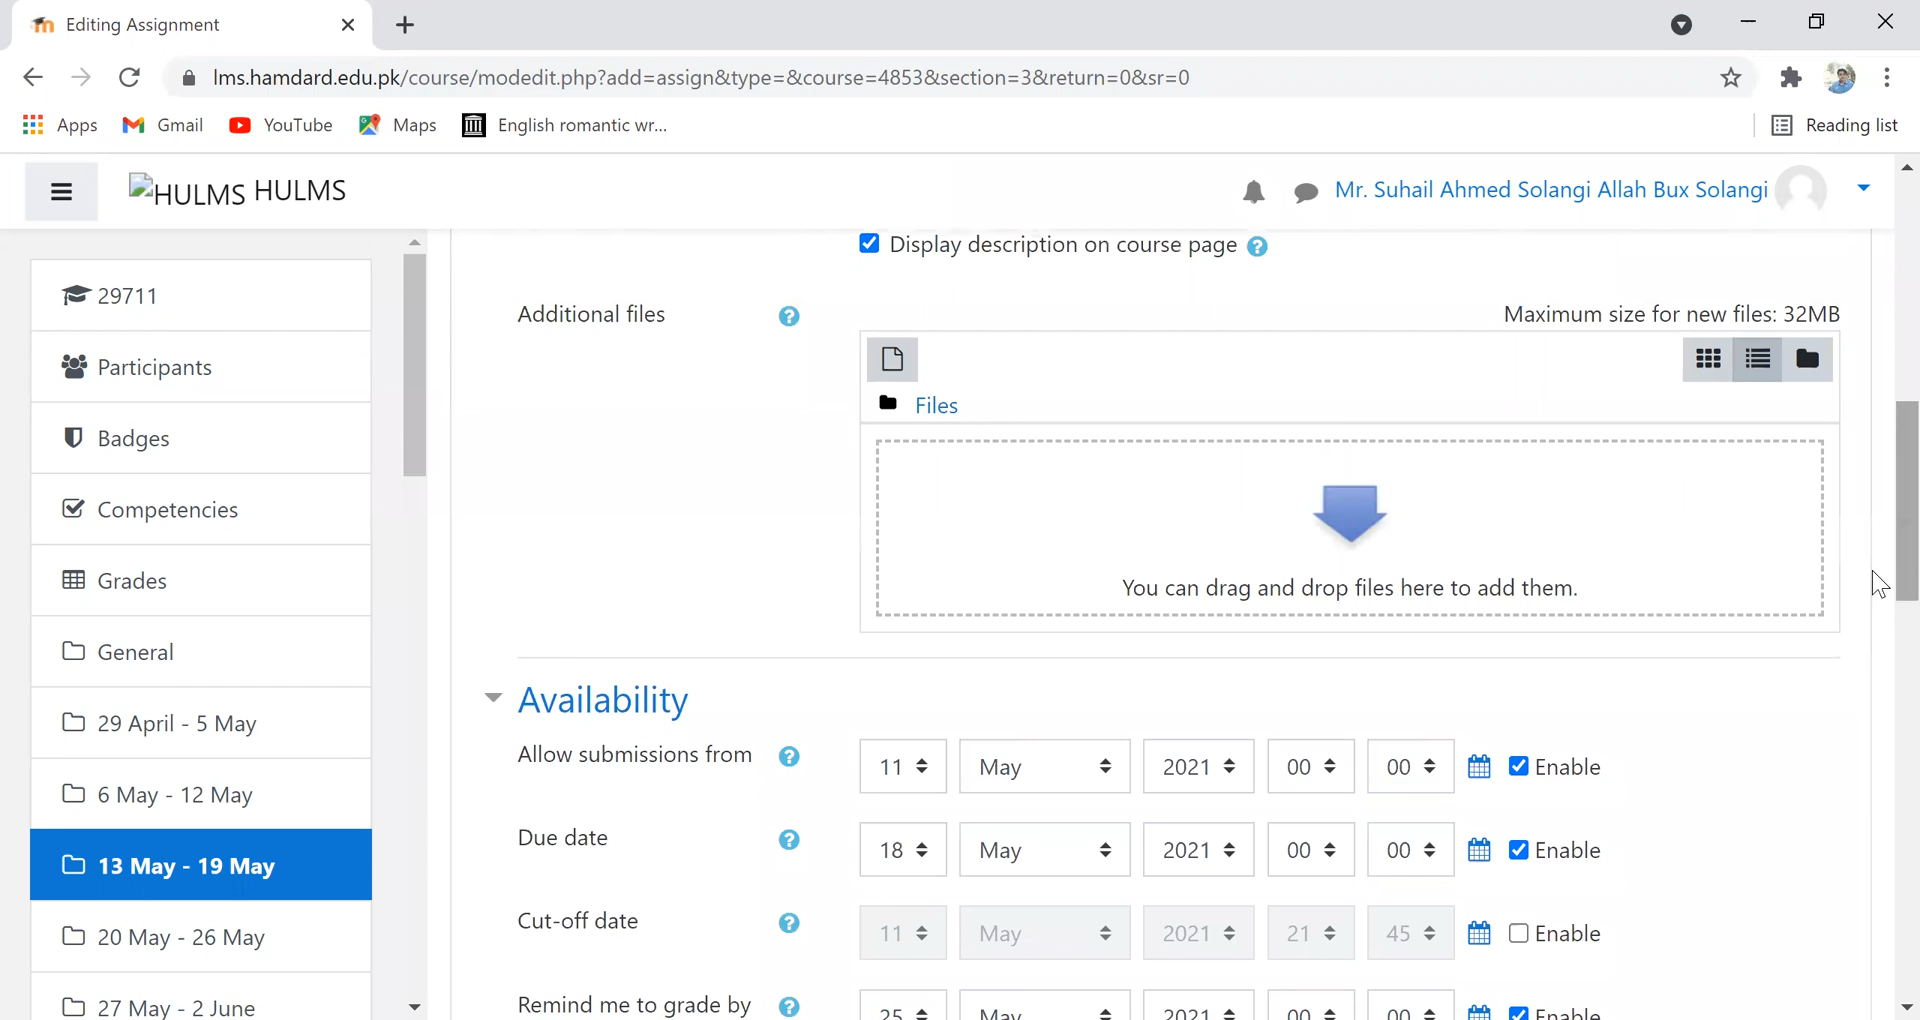 Editing Assignment
lms.hamdard.edu.pk/course/modedit.php?add=assign&type=&course=4853&section=3&return=0&sr=0
Apps Gmail YouTube Maps English romantic wr... Reading list
HULMS HULMS Mr. Suhail Ahmed Solangi Allah Bux Solangi
Display description on course page
29711
Participants
Badges
Competencies
Grades
General
29 April - 5 May
6 May - 12 May
13 May - 19 May
20 May - 26 May
27 May - 2 June
Additional files Maximum size for new files: 32MB
Files
You can drag and drop files here to add them.
Availability
Allow submissions from 11 May 2021 00 00 Enable
Due date 18 May 2021 00 00 Enable
Cut-off date 11 May 2021 21 45 Enable
Remind me to grade by 25 May 2021 00 00 Enable